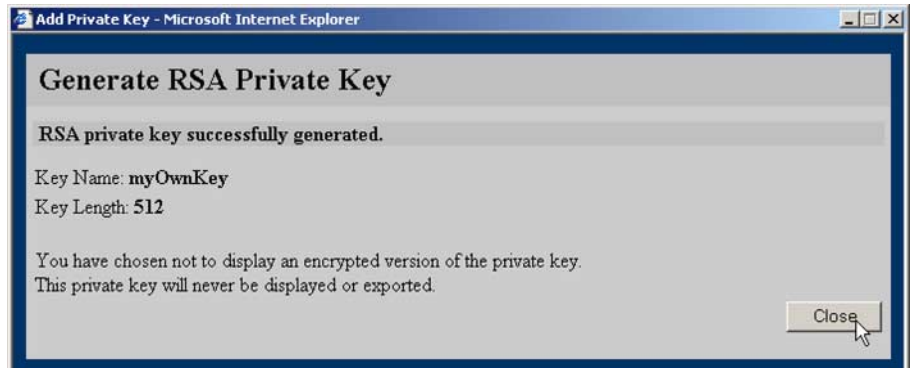 Add Private Key - Microsoft Internet Explorer
Generate RSA Private Key
RSA private key successfully generated.
Key Name: myOwnKey
Key Length: 512
You have chosen not to display an encrypted version of the private key.
This private key will never be displayed or exported.
Close